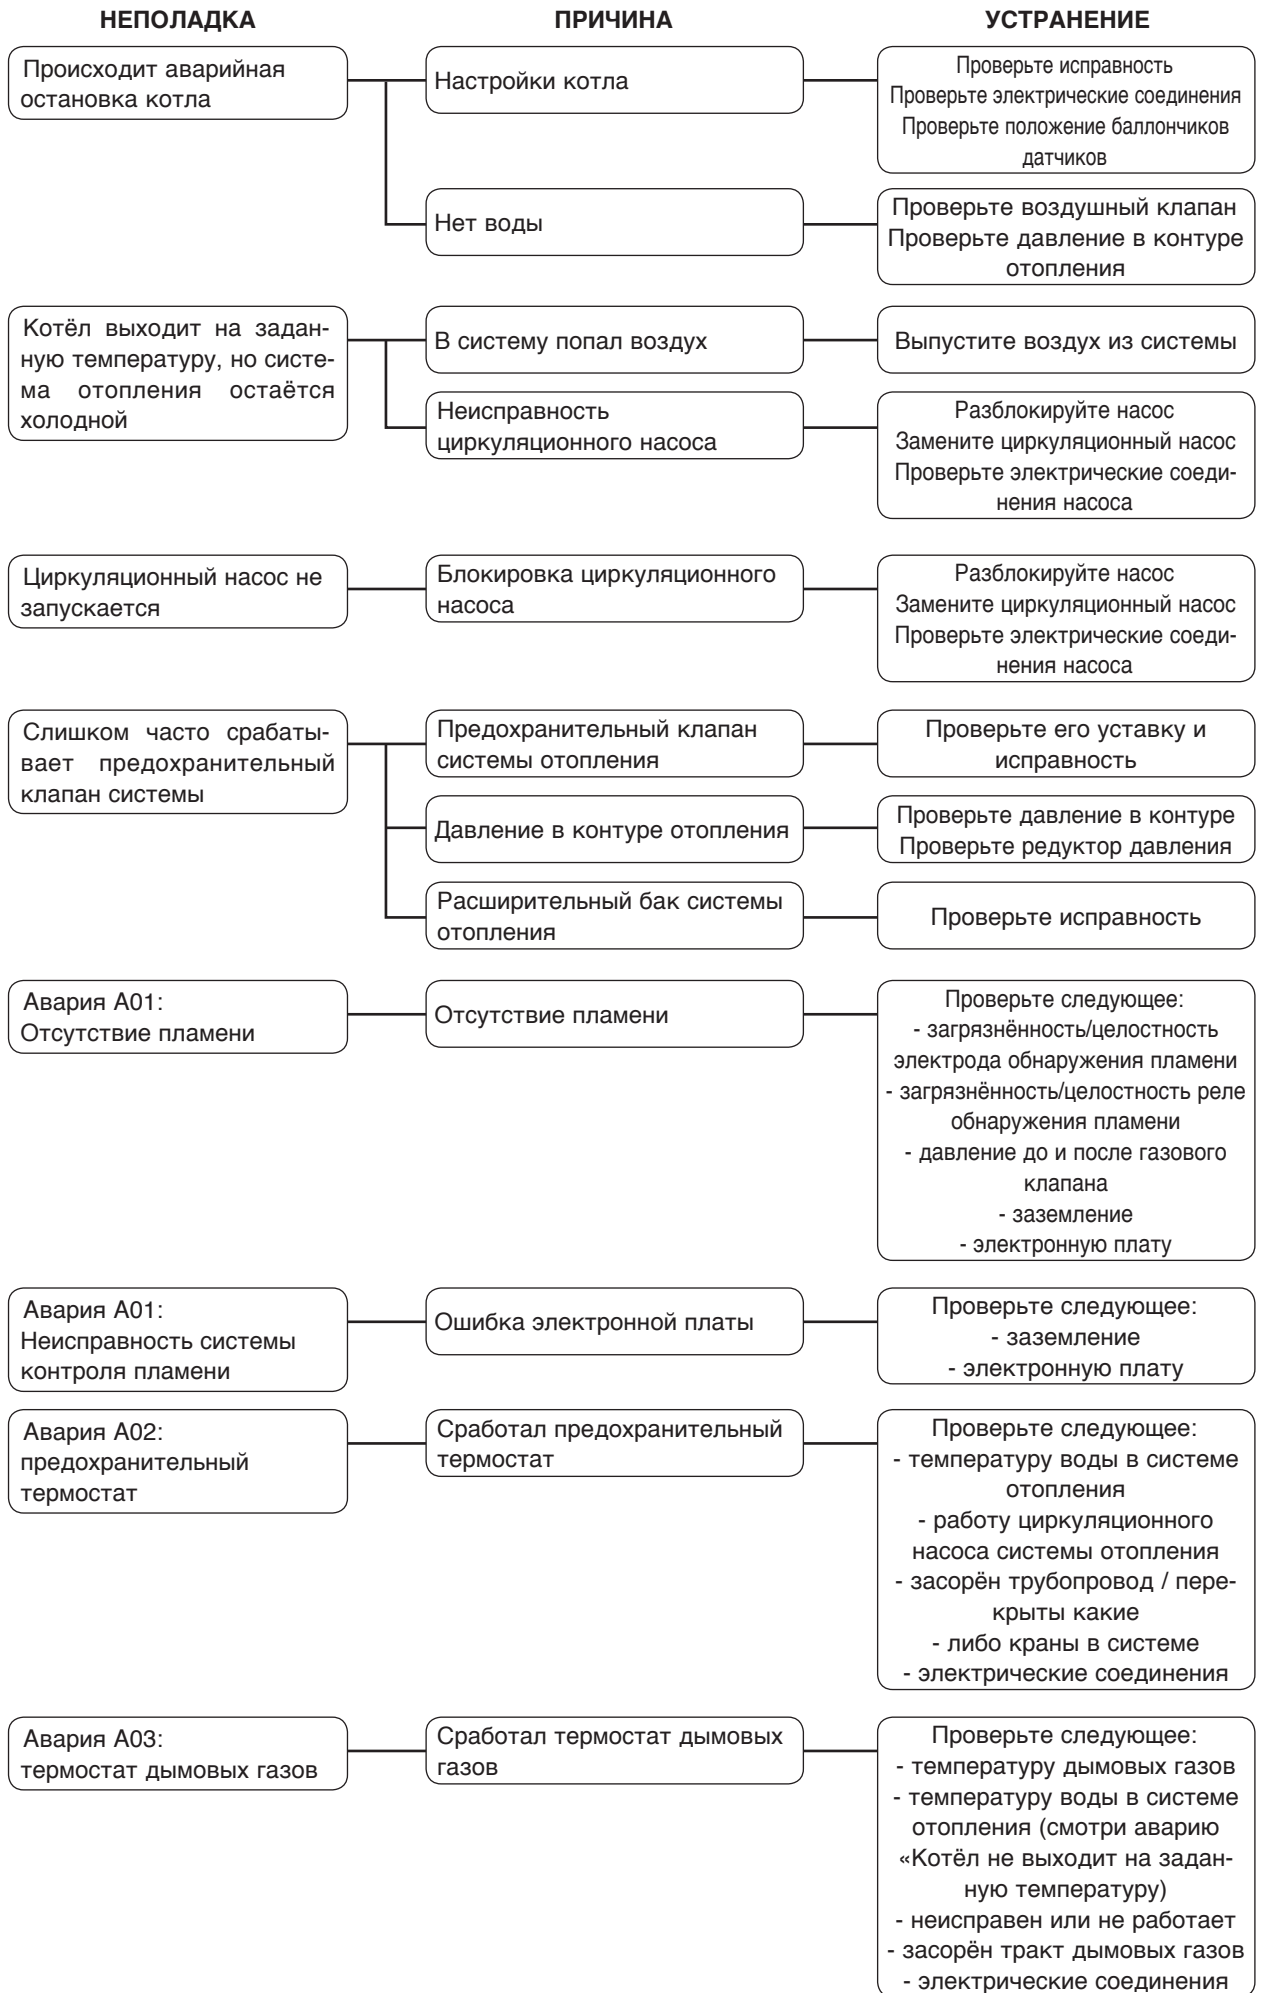 НЕПОЛАДКА
ПРИЧИНА
УСТРАНЕНИЕ
Происходит аварийная
остановка котла
Настройки котла
Проверьте исправность
Проверьте электрические соединения
Проверьте положение баллончиков
датчиков
Нет воды
Проверьте воздушный клапан
Проверьте давление в контуре
отопления
Котёл выходит на задан-
ную температуру, но систе-
ма отопления остаётся
холодной
В систему попал воздух
Выпустите воздух из системы
Неисправность
циркуляционного насоса
Разблокируйте насос
Замените циркуляционный насос
Проверьте электрические соеди-
нения насоса
Циркуляционный насос не
запускается
Блокировка циркуляционного
насоса
Разблокируйте насос
Замените циркуляционный насос
Проверьте электрические соеди-
нения насоса
Слишком часто срабаты-
вает предохранительный
клапан системы
Предохранительный клапан
системы отопления
Проверьте его уставку и
исправность
Давление в контуре отопления
Проверьте давление в контуре
Проверьте редуктор давления
Расширительный бак системы
отопления
Проверьте исправность
Авария А01:
Отсутствие пламени
Отсутствие пламени
Проверьте следующее:
- загрязнённость/целостность
электрода обнаружения пламени
- загрязнённость/целостность реле
обнаружения пламени
- давление до и после газового
клапана
- заземление
- электронную плату
Авария А01:
Неисправность системы
контроля пламени
Ошибка электронной платы
Проверьте следующее:
- заземление
- электронную плату
Авария А02:
предохранительный
термостат
Сработал предохранительный
термостат
Проверьте следующее:
- температуру воды в системе
отопления
- работу циркуляционного
насоса системы отопления
- засорён трубопровод / пере-
крыты какие
- либо краны в системе
- электрические соединения
Авария А03:
термостат дымовых газов
Сработал термостат дымовых
газов
Проверьте следующее:
- температуру дымовых газов
- температуру воды в системе
отопления (смотри аварию
«Котёл не выходит на задан-
ную температуру)
- неисправен или не работает
- засорён тракт дымовых газов
- электрические соединения